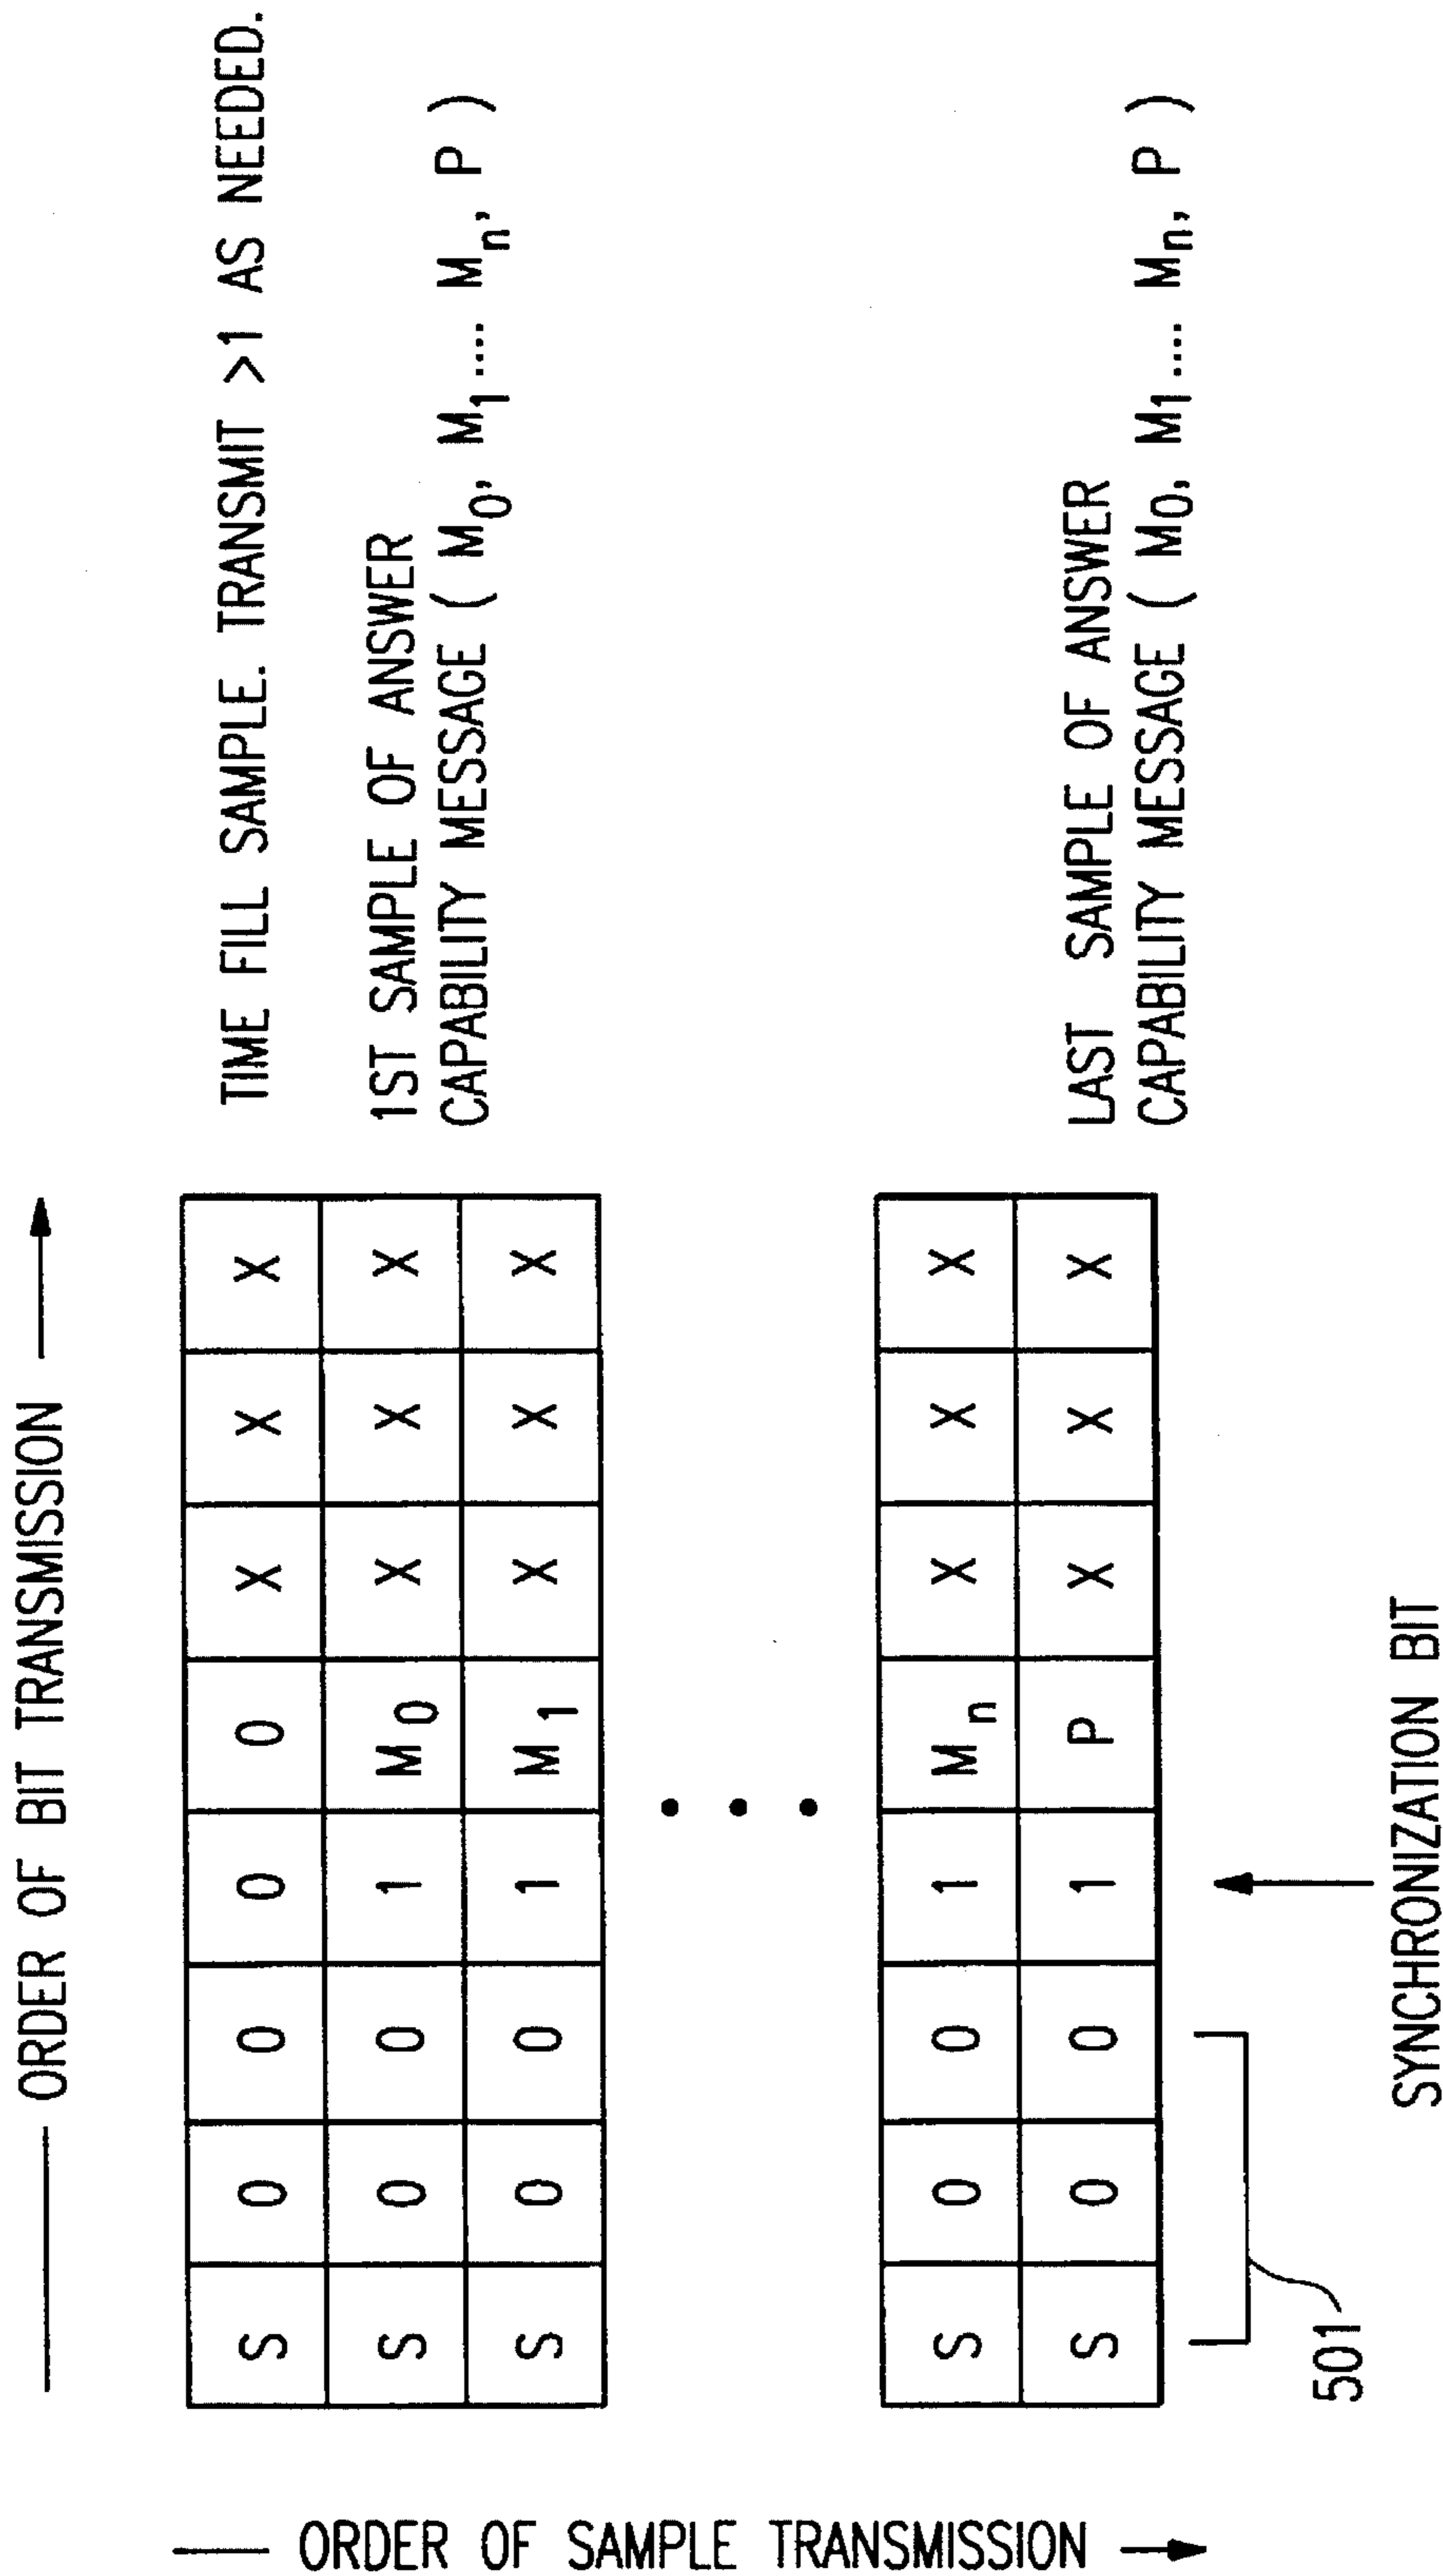 ORDER OF BIT TRANSMISSION
S 0 0 0 0 X X X TIME FILL SAMPLE. TRANSMIT >1 AS NEEDED.
S 0 0 1 M0 X X X 1ST SAMPLE OF ANSWER
CAPABILITY MESSAGE ( M0, M1 .... Mn, P )
S 0 0 1 M1 X X X
S 0 0 1 Mn X X X
S 0 0 1 P X X X LAST SAMPLE OF ANSWER
CAPABILITY MESSAGE ( M0, M1 .... Mn, P )
501
SYNCHRONIZATION BIT
ORDER OF SAMPLE TRANSMISSION